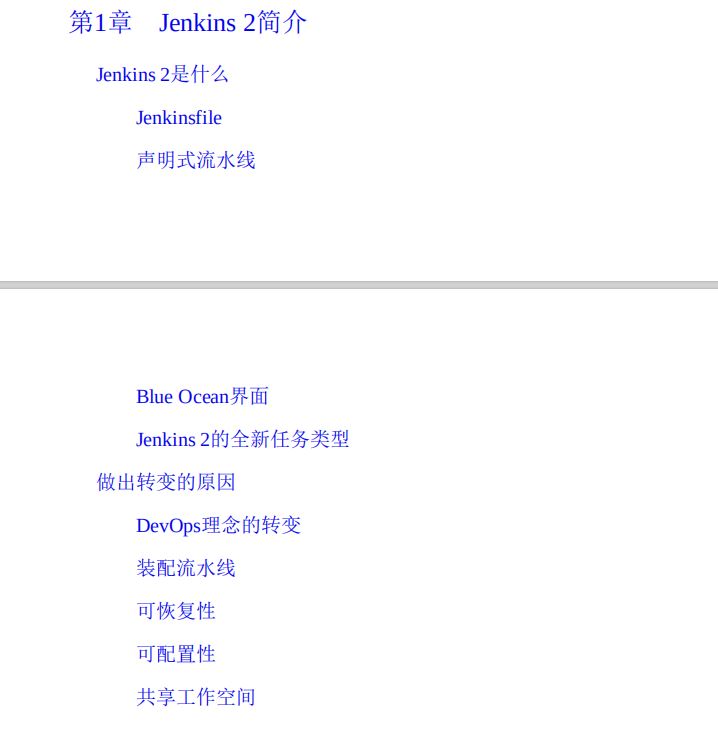 第1章 Jenkins 2简介
Jenkins 2是什么
Jenkinsfile
声明式流水线
Blue Ocean界面
Jenkins 2的全新任务类型
做出转变的原因
DevOps理念的转变
装配流水线
可恢复性
可配置性
共享工作空间